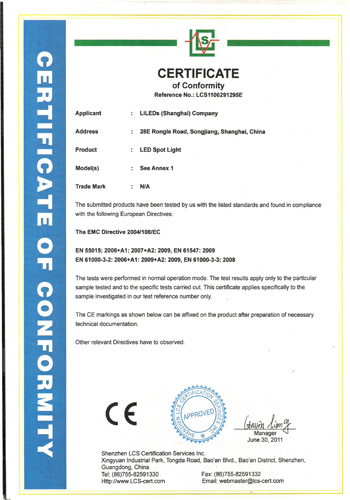 LCS
CERTIFICATE
of Conformity
Reference No.: LCS1106291285E
CERTIFICATE OF CONFORMITY
Applicant : LiLEDs (Shanghai) Company
Address : 28E Rongle Road, Songjiang, Shanghai, China
Product : LED Spot Light
Model(s) : See Annex 1
Trade Mark : N/A
The submitted products have been tested by us with the listed standards and found in compliance
with the following European Directives:
The EMC Directive 2004/108/EC
EN 55015: 2006+A1: 2007+A2: 2009, EN 61547: 2009
EN 61000-3-2: 2006+A1: 2009+A2: 2009, EN 61000-3-3: 2008
The tests were performed in normal operation mode. The test results apply only to the particular
sample tested and to the specific tests carried out. This certificate applies specifically to the
sample investigated in our test reference number only.
The CE markings as shown below can be affixed on the product after preparation of necessary
technical documentation.
Other relevant Directives have to observed.
CE
APPROVED
Manager
June 30, 2011
Shenzhen LCS Certification Services Inc.
Xingyuan Industrial Park, Tongda Road, Bao'an Blvd., Bao'an District, Shenzhen,
Guangdong, China
Tel: (86)755-82591330 Fax: (86)755-82591332
Http://www.LCS-cert.com Email: webmaster@lcs-cert.com